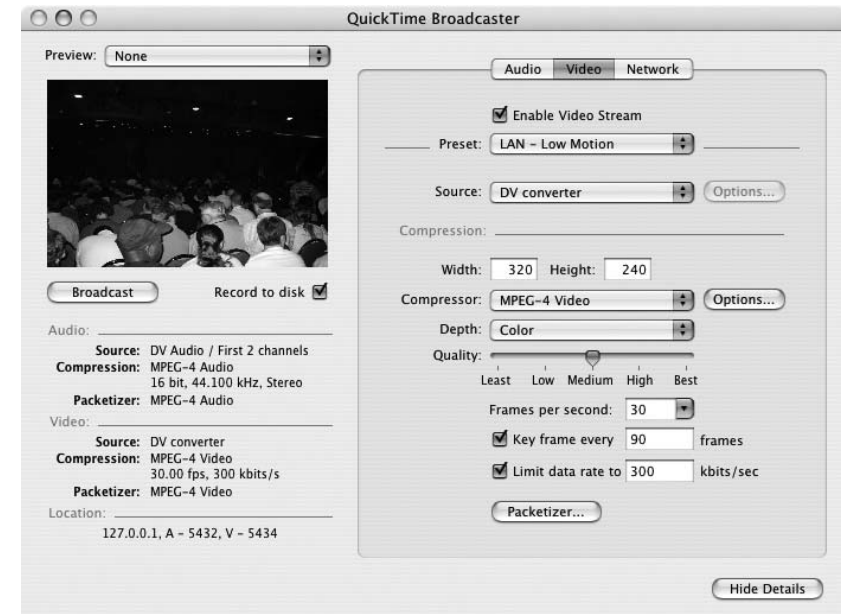 QuickTime Broadcaster
Preview: None
Broadcast
Record to disk
Audio:
Source: DV Audio / First 2 channels
Compression: MPEG-4 Audio
16 bit, 44.100 kHz, Stereo
Packetizer: MPEG-4 Audio
Video:
Source: DV converter
Compression: MPEG-4 Video
30.00 fps, 300 kbits/s
Packetizer: MPEG-4 Video
Location:
127.0.0.1, A - 5432, V - 5434
Audio Video Network
Enable Video Stream
Preset: LAN - Low Motion
Source: DV converter Options...
Compression:
Width: 320 Height: 240
Compressor: MPEG-4 Video Options...
Depth: Color
Quality:
Least Low Medium High Best
Frames per second: 30
Key frame every 90 frames
Limit data rate to 300 kbits/sec
Packetizer...
Hide Details